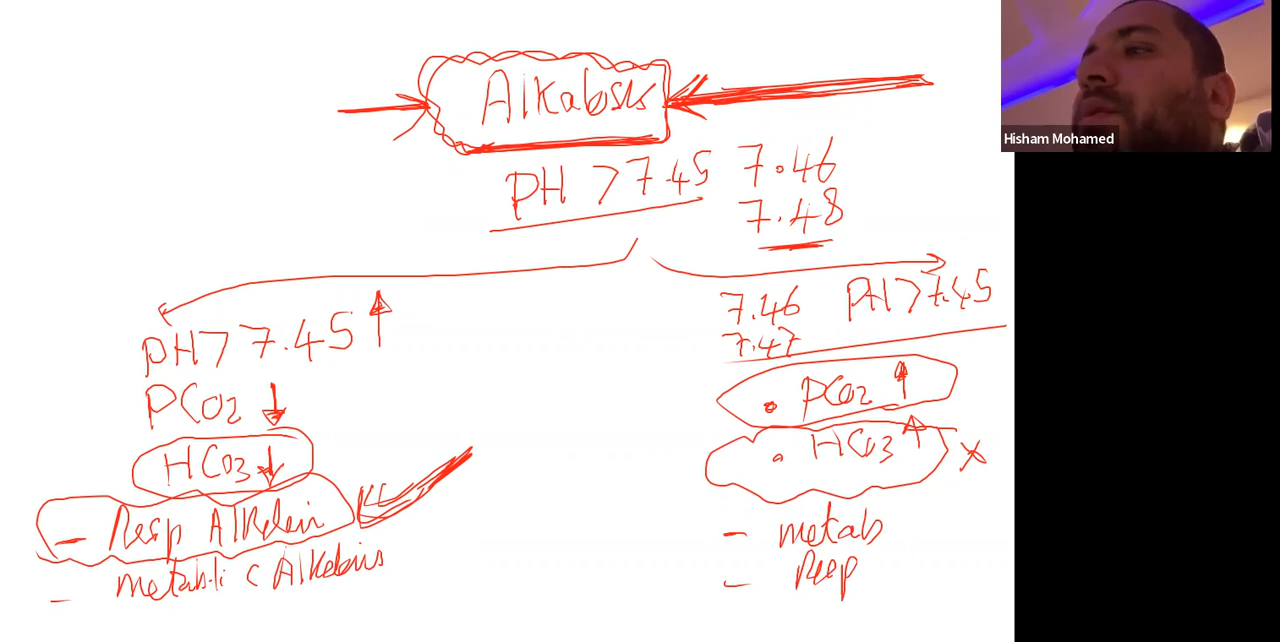 Alkalosis
PH > 7.45 7.46
7.48
PH > 7.45
PCO2
HCO3
- Resp
- metabolic Alkalosis
7.46 PH > 7.45
7.47
• PCO2
• HCO3 x
- metab
- Resp
Hisham Mohamed